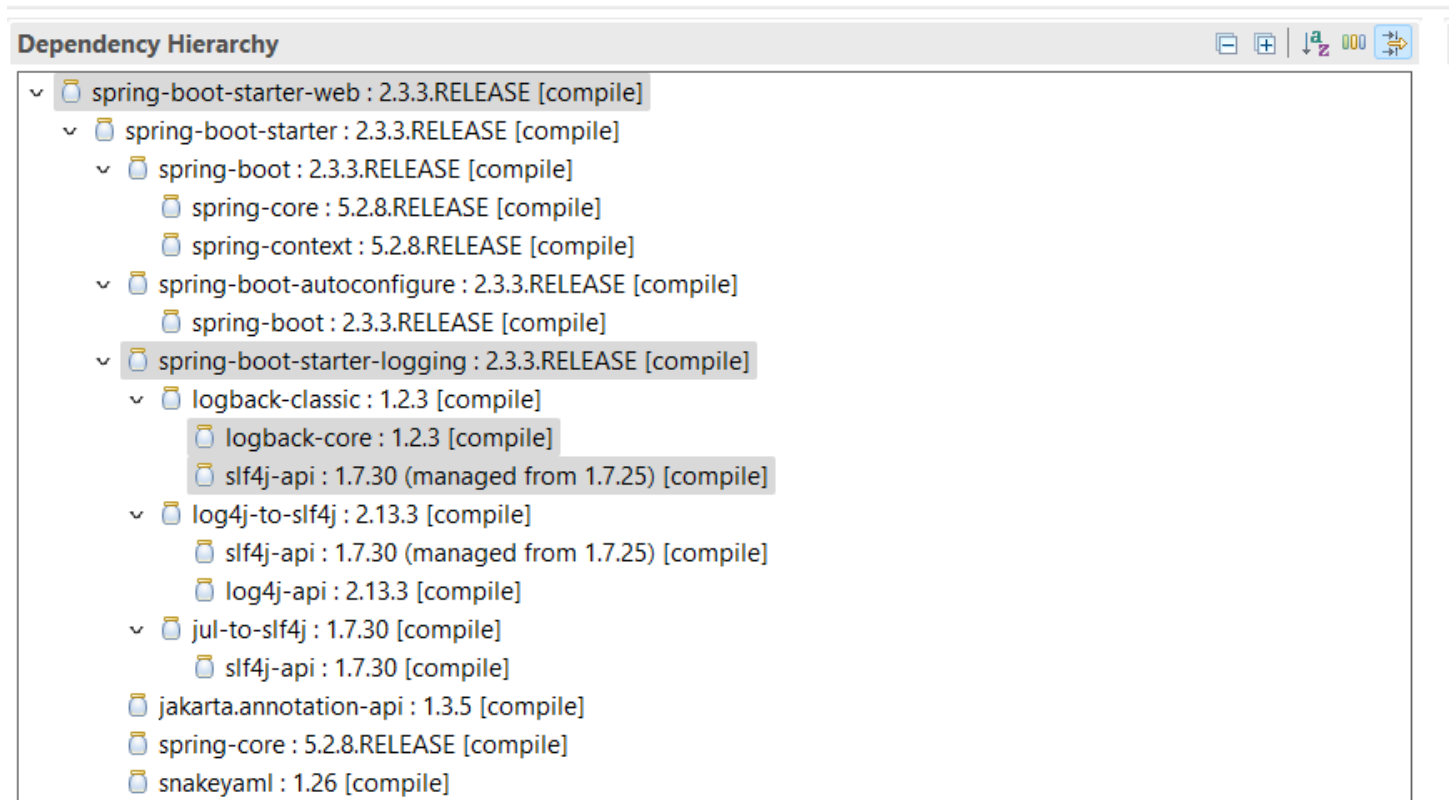 Dependency Hierarchy
spring-boot-starter-web : 2.3.3.RELEASE [compile]
spring-boot-starter : 2.3.3.RELEASE [compile]
spring-boot : 2.3.3.RELEASE [compile]
spring-core : 5.2.8.RELEASE [compile]
spring-context : 5.2.8.RELEASE [compile]
spring-boot-autoconfigure : 2.3.3.RELEASE [compile]
spring-boot : 2.3.3.RELEASE [compile]
spring-boot-starter-logging : 2.3.3.RELEASE [compile]
logback-classic : 1.2.3 [compile]
logback-core : 1.2.3 [compile]
slf4j-api : 1.7.30 (managed from 1.7.25) [compile]
log4j-to-slf4j : 2.13.3 [compile]
slf4j-api : 1.7.30 (managed from 1.7.25) [compile]
log4j-api : 2.13.3 [compile]
jul-to-slf4j : 1.7.30 [compile]
slf4j-api : 1.7.30 [compile]
jakarta.annotation-api : 1.3.5 [compile]
spring-core : 5.2.8.RELEASE [compile]
snakeyaml : 1.26 [compile]